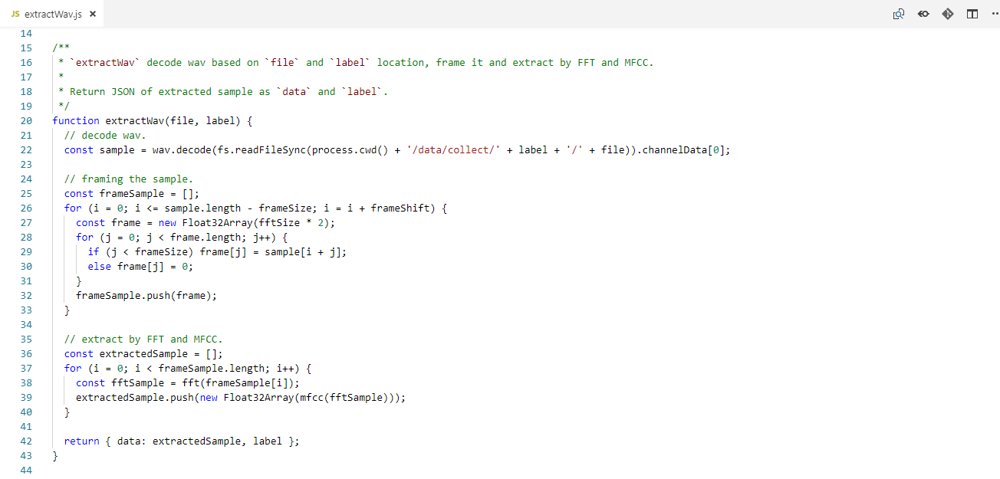 JS extractWav.js ×
14
15 /**
16  * `extractWav` decode wav based on `file` and `label` location, frame it and extract by FFT and MFCC.
17  *
18  * Return JSON of extracted sample as `data` and `label`.
19  */
20 function extractWav(file, label) {
21   // decode wav.
22   const sample = wav.decode(fs.readFileSync(process.cwd() + '/data/collect/' + label + '/' + file)).channelData[0];
23
24   // framing the sample.
25   const frameSample = [];
26   for (i = 0; i <= sample.length - frameSize; i = i + frameShift) {
27     const frame = new Float32Array(fftSize * 2);
28     for (j = 0; j < frame.length; j++) {
29       if (j < frameSize) frame[j] = sample[i + j];
30       else frame[j] = 0;
31     }
32     frameSample.push(frame);
33   }
34
35   // extract by FFT and MFCC.
36   const extractedSample = [];
37   for (i = 0; i < frameSample.length; i++) {
38     const fftSample = fft(frameSample[i]);
39     extractedSample.push(new Float32Array(mfcc(fftSample)));
40   }
41
42   return { data: extractedSample, label };
43 }
44